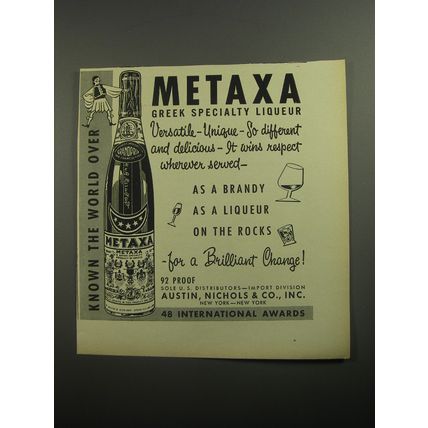 METAXA
GREEK SPECIALTY LIQUEUR
Versatile - Unique - So different
and delicious - It wins respect
wherever served -
AS A BRANDY
AS A LIQUEUR
ON THE ROCKS
- for a Brilliant Change!
92 PROOF
SOLE U.S. DISTRIBUTORS - IMPORT DIVISION
AUSTIN, NICHOLS & CO., INC.
NEW YORK - NEW YORK
48 INTERNATIONAL AWARDS
KNOWN THE WORLD OVER
METAXA
METAXA